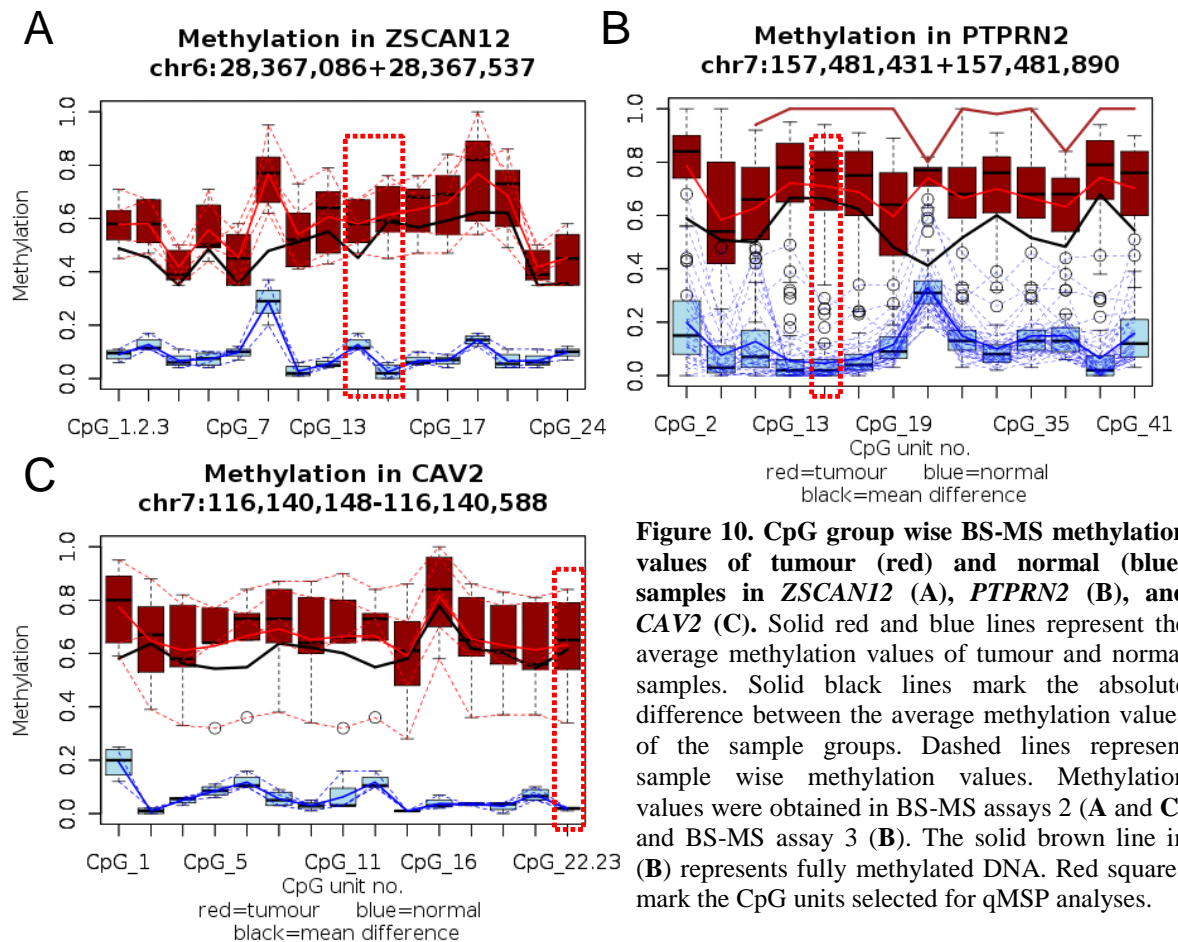 A
Methylation in ZSCAN12
chr6:28,367,086+28,367,537
Methylation
1.0
0.8
0.6
0.4
0.2
0.0
CpG_1.2.3
CpG_7
CpG_13
CpG_17
CpG_24
B
Methylation in PTPRN2
chr7:157,481,431+157,481,890
1.0
0.8
0.6
0.4
0.2
0.0
CpG_2
CpG_13
CpG_19
CpG_35
CpG_41
CpG unit no.
red=tumour blue=normal
black=mean difference
C
Methylation in CAV2
chr7:116,140,148-116,140,588
Methylation
1.0
0.8
0.6
0.4
0.2
0.0
CpG_1
CpG_5
CpG_11
CpG_16
CpG_22.23
CpG unit no.
red=tumour blue=normal
black=mean difference
Figure 10. CpG group wise BS-MS methylation
values of tumour (red) and normal (blue
samples in ZSCAN12 (A), PTPRN2 (B), and
CAV2 (C). Solid red and blue lines represent the
average methylation values of tumour and norma
samples. Solid black lines mark the absolute
difference between the average methylation value
of the sample groups. Dashed lines represen
sample wise methylation values. Methylation
values were obtained in BS-MS assays 2 (A and C
and BS-MS assay 3 (B). The solid brown line in
(B) represents fully methylated DNA. Red square
mark the CpG units selected for qMSP analyses.